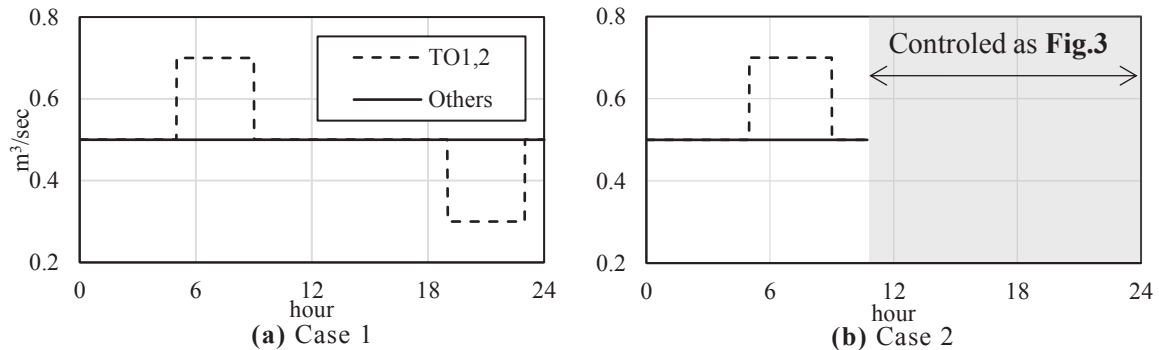 0.8
0.6
0.4
0.2
m³/sec
TO1,2
Others
0
6
12
18
24
hour
(a) Case 1
0.8
0.6
0.4
0.2
Controled as Fig.3
0
6
12
18
24
hour
(b) Case 2